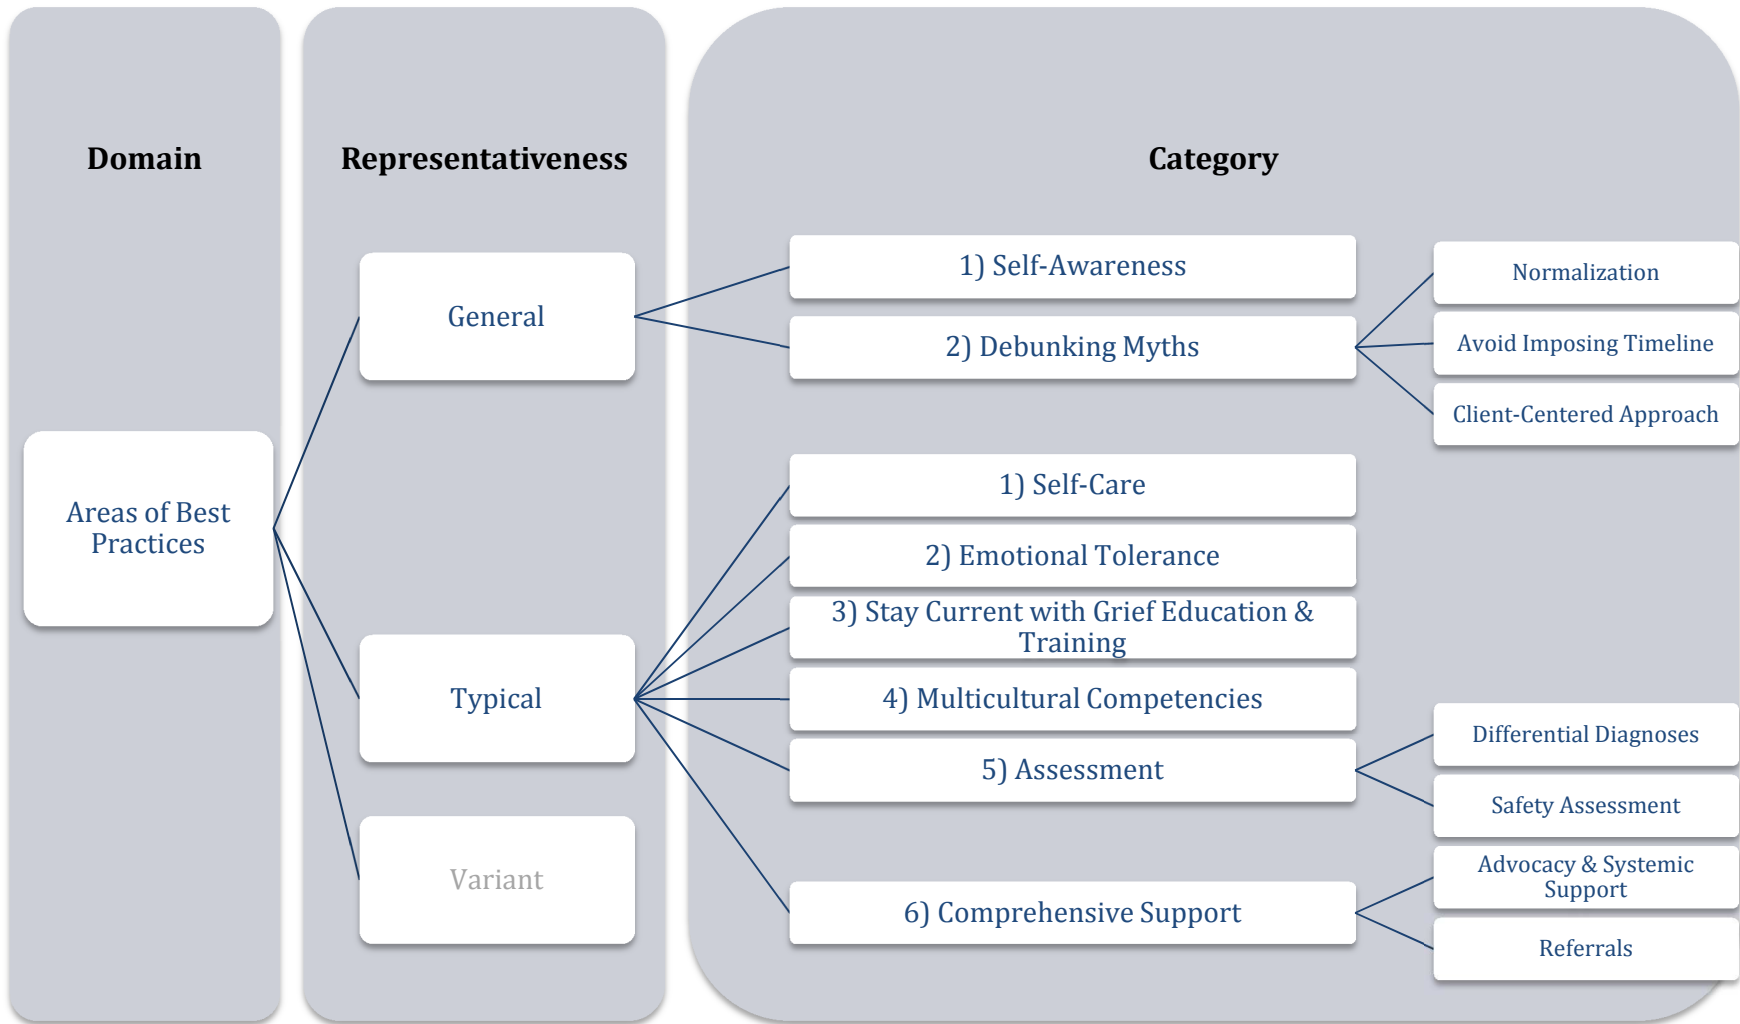 Domain
Representativeness
Category
Areas of Best
Practices
General
1) Self-Awareness
2) Debunking Myths
Normalization
Avoid Imposing Timeline
Client-Centered Approach
Typical
1) Self-Care
2) Emotional Tolerance
3) Stay Current with Grief Education &
Training
4) Multicultural Competencies
5) Assessment
Differential Diagnoses
Safety Assessment
6) Comprehensive Support
Advocacy & Systemic
Support
Referrals
Variant